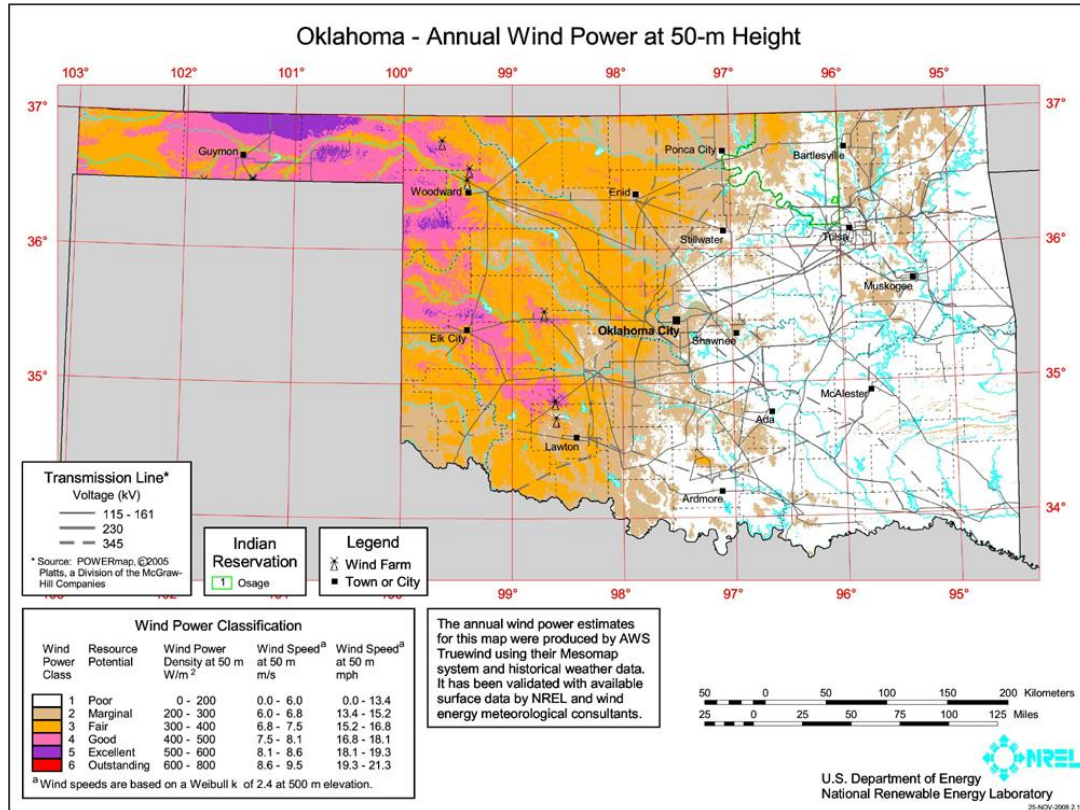 Oklahoma - Annual Wind Power at 50-m Height
103° 102° 101° 100° 99° 98° 97° 96° 95°
37° 37°
Guymon
Ponca City
Bartlesville
Woodward
Enid
36° 36°
Stillwater
Tulsa
Muskogee
Oklahoma City
Elk City
Shawnee
35° 35°
McAlester
Ada
Lawton
Ardmore
34° 34°
99° 98° 97° 96° 95°
Transmission Line*
Voltage (kV)
115 - 161
230
345
* Source: POWERmap, ©2005
Platts, a Division of the McGraw-
Hill Companies
Indian
Reservation
1 Osage
Legend
Wind Farm
Town or City
Wind Power Classification
Wind Resource Wind Power Wind Speedᵃ Wind Speedᵃ
Power Potential Density at 50 m at 50 m at 50 m
Class W/m² m/s mph
1 Poor 0 - 200 0.0 - 6.0 0.0 - 13.4
2 Marginal 200 - 300 6.0 - 6.8 13.4 - 15.2
3 Fair 300 - 400 6.8 - 7.5 15.2 - 16.8
4 Good 400 - 500 7.5 - 8.1 16.8 - 18.1
5 Excellent 500 - 600 8.1 - 8.6 18.1 - 19.3
6 Outstanding 600 - 800 8.6 - 9.5 19.3 - 21.3
ᵃ Wind speeds are based on a Weibull k of 2.4 at 500 m elevation.
The annual wind power estimates
for this map were produced by AWS
Truewind using their Mesomap
system and historical weather data.
It has been validated with available
surface data by NREL and wind
energy meteorological consultants.
50 0 50 100 150 200 Kilometers
25 0 25 50 75 100 125 Miles
NREL
U.S. Department of Energy
National Renewable Energy Laboratory